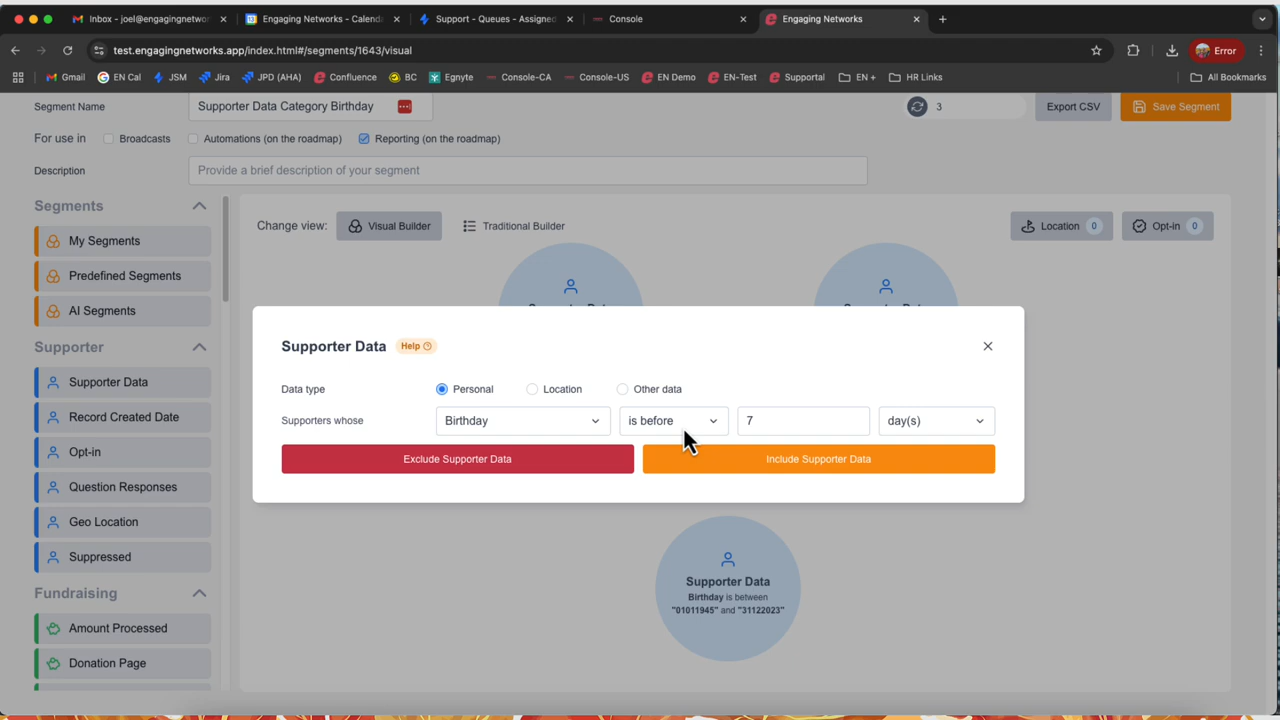 Inbox - joel@engagingnetwor
Engaging Networks - Calenda
Support - Queues - Assigned
Console
Engaging Networks
test.engagingnetworks.app/index.html#/segments/1643/visual
Error
Gmail
EN Cal
JSM
Jira
JPD (AHA)
Confluence
BC
Egnyte
Console-CA
Console-US
EN Demo
EN-Test
Supportal
EN +
HR Links
All Bookmarks
Segment Name
Supporter Data Category Birthday
3
Export CSV
Save Segment
For use in
Broadcasts
Automations (on the roadmap)
Reporting (on the roadmap)
Description
Provide a brief description of your segment
Segments
My Segments
Predefined Segments
AI Segments
Supporter
Supporter Data
Record Created Date
Opt-in
Question Responses
Geo Location
Suppressed
Fundraising
Amount Processed
Donation Page
Change view:
Visual Builder
Traditional Builder
Location 0
Opt-in 0
Supporter Data
Help
Data type
Personal
Location
Other data
Supporters whose
Birthday
is before
7
day(s)
Exclude Supporter Data
Include Supporter Data
Supporter Data
Birthday is between
"01011945" and "31122023"